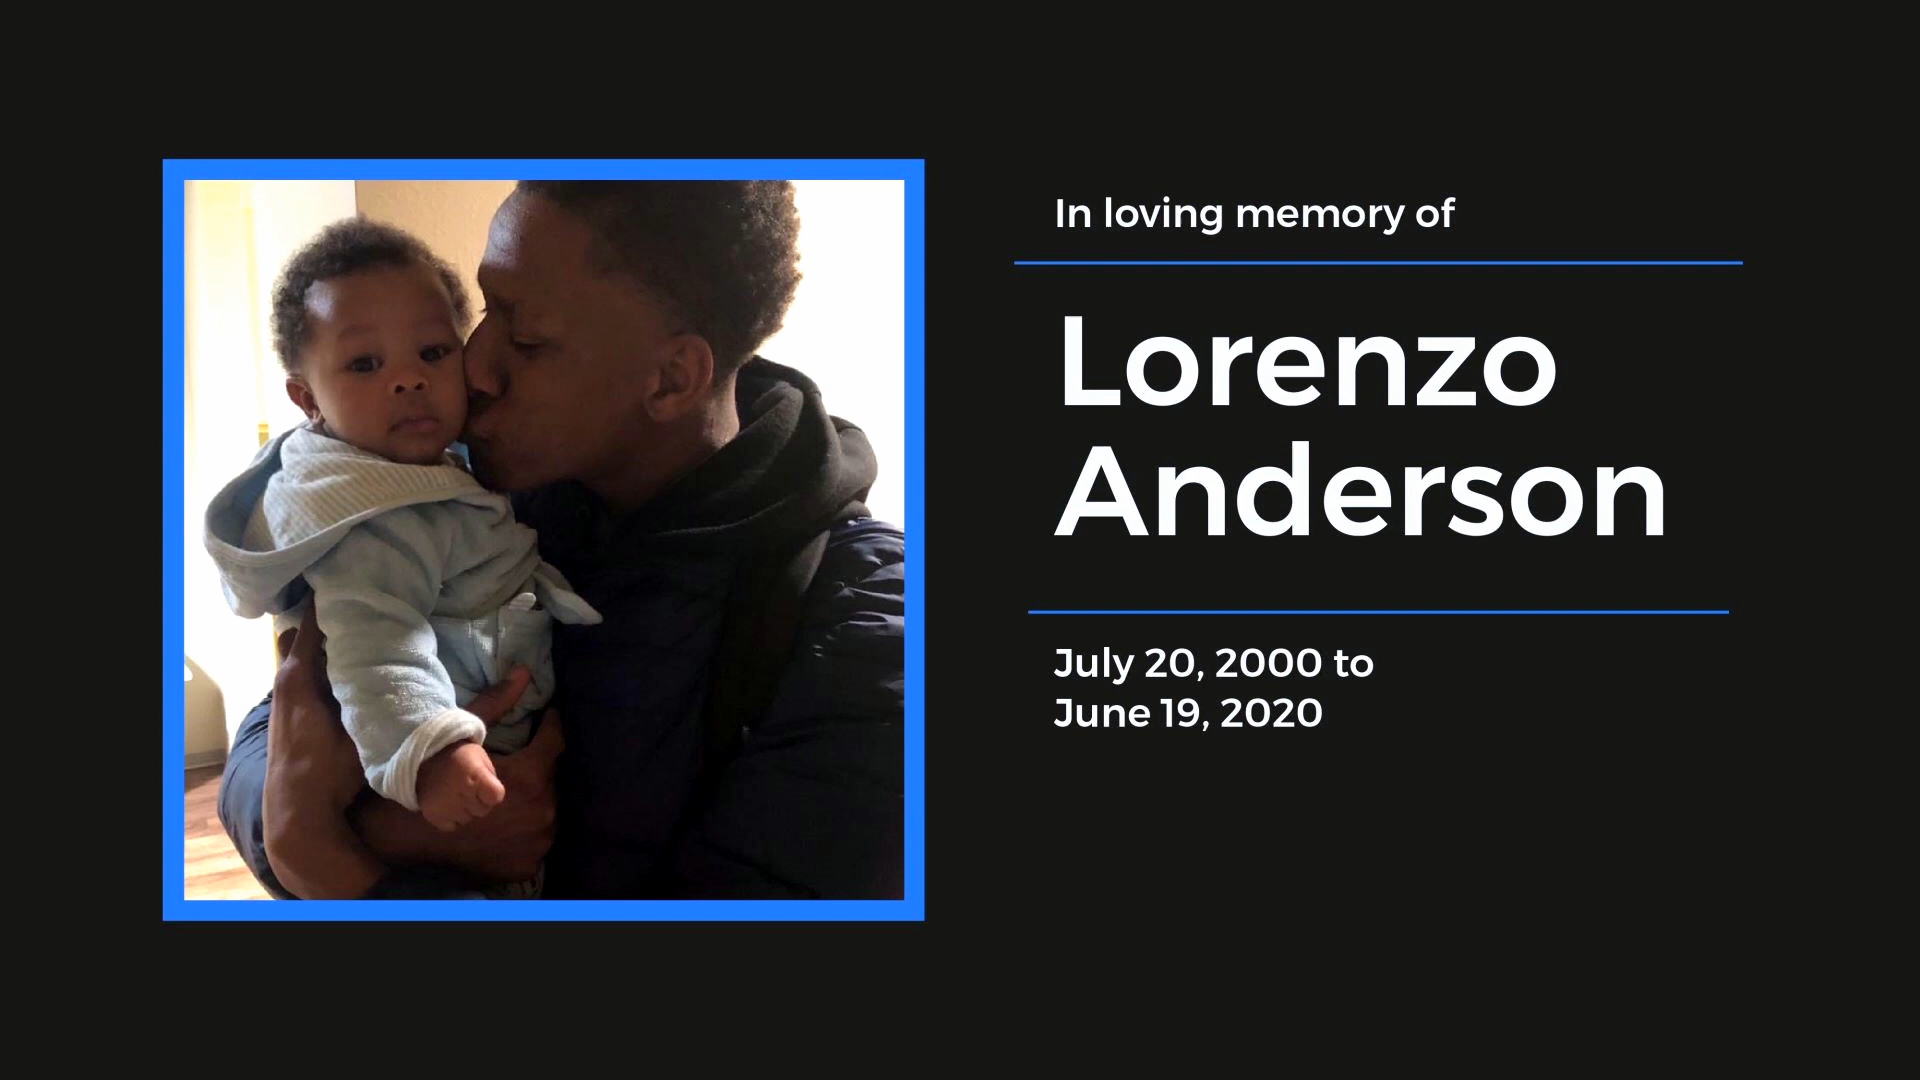 In loving memory of
Lorenzo
Anderson
July 20, 2000 to
June 19, 2020